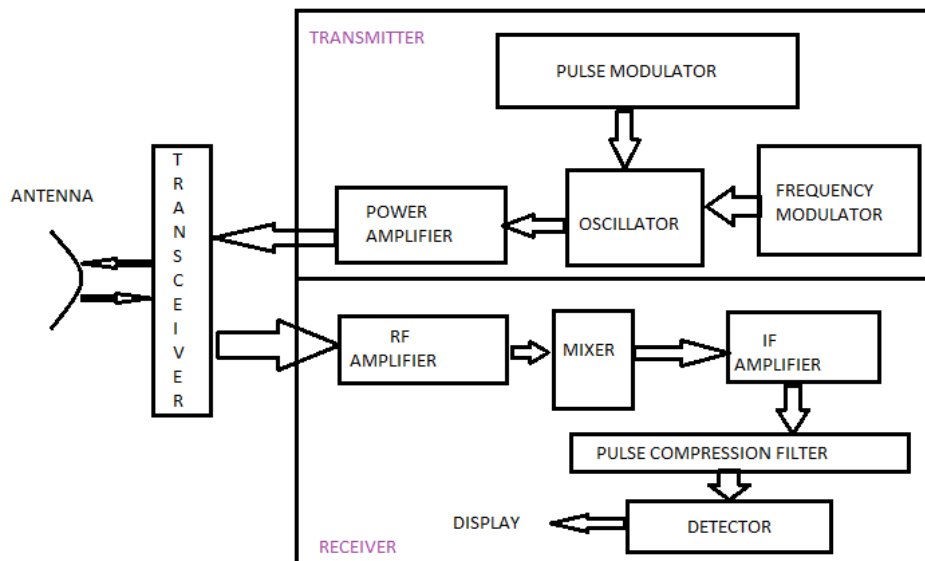 TRANSMITTER
PULSE MODULATOR
ANTENNA
TRANSCEIVER
POWER
AMPLIFIER
OSCILLATOR
FREQUENCY
MODULATOR
RF
AMPLIFIER
MIXER
IF
AMPLIFIER
PULSE COMPRESSION FILTER
DETECTOR
DISPLAY
RECEIVER